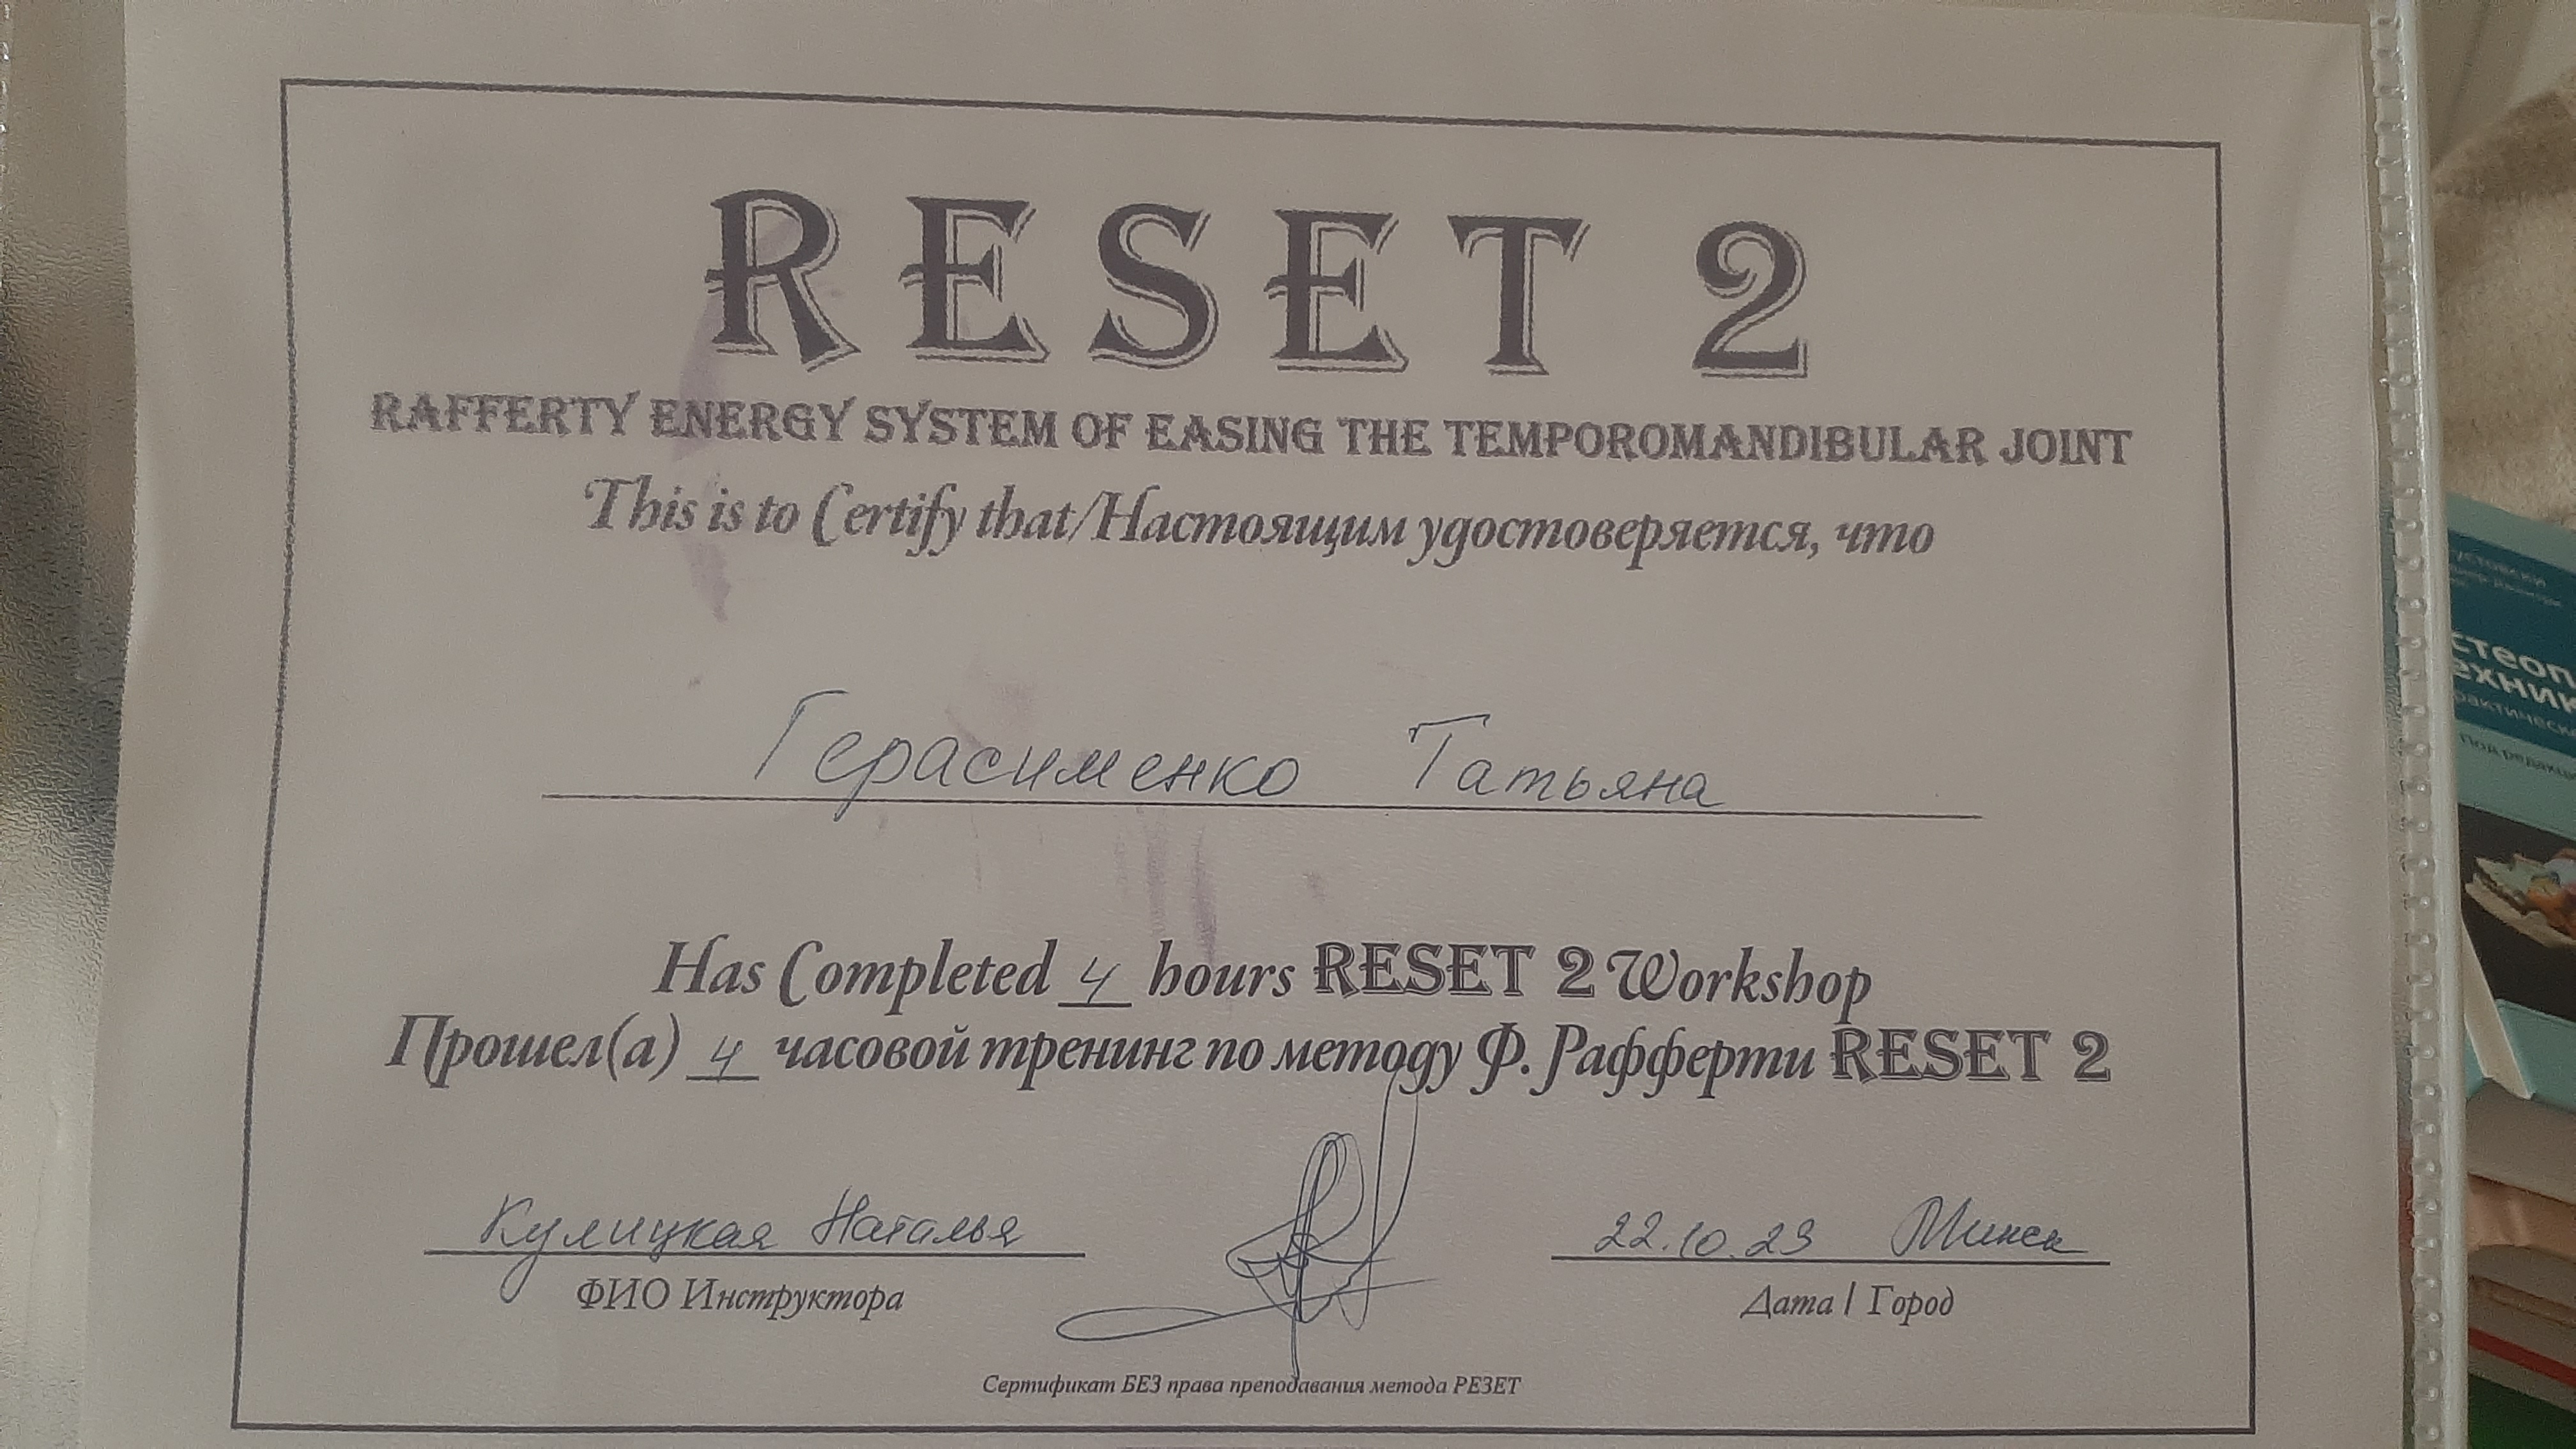 RESET 2
RAFFERTY ENERGY SYSTEM OF EASING THE TEMPOROMANDIBULAR JOINT
This is to Certify that/Настоящим удостоверяется, что
Герасименко Татьяна
Has Completed 4 hours RESET 2 Workshop
Прошел(а) 4 часовой тренинг по методу Ф. Рафферти RESET 2
Кулицкая Наталья
22.10.23 Минск
ФИО Инструктора
Дата | Город
Сертификат БЕЗ права преподавания метода РЕЗЕТ